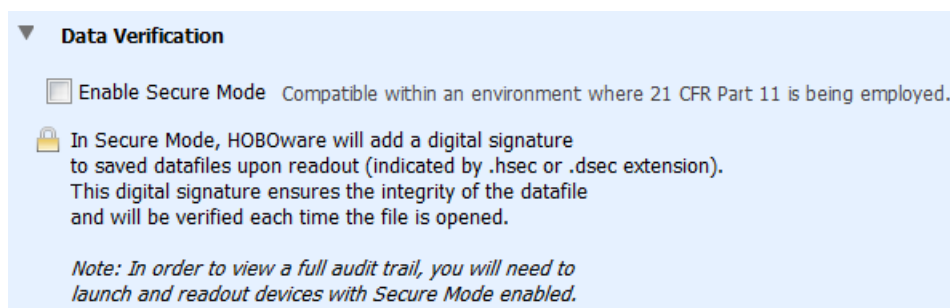 Data Verification
Enable Secure Mode Compatible within an environment where 21 CFR Part 11 is being employed.
In Secure Mode, HOBOware will add a digital signature
to saved datafiles upon readout (indicated by .hsec or .dsec extension).
This digital signature ensures the integrity of the datafile
and will be verified each time the file is opened.
Note: In order to view a full audit trail, you will need to
launch and readout devices with Secure Mode enabled.